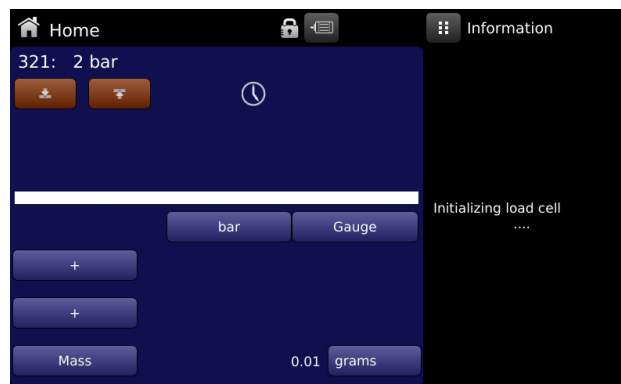 Home
Information
321: 2 bar
Initializing load cell
....
bar
Gauge
+
+
Mass
0.01
grams